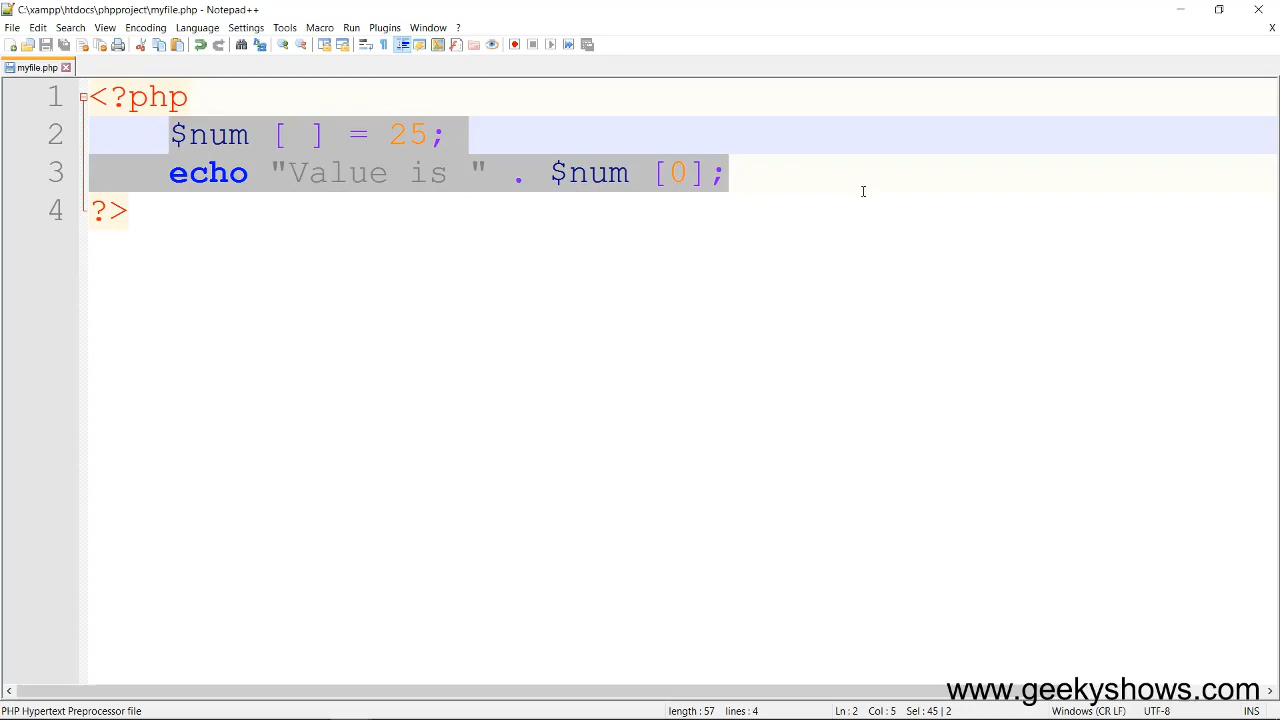 C:\xampp\htdocs\phpproject\myfile.php - Notepad++
File Edit Search View Encoding Language Settings Tools Macro Run Plugins Window ? X
myfile.php
1 <?php
2 $num [ ] = 25;
3 echo "Value is " . $num [0];
4 ?>
www.geekyshows.com
PHP Hypertext Preprocessor file length : 57 lines : 4 Ln : 2 Col : 5 Sel : 45 | 2 Windows (CR LF) UTF-8 INS